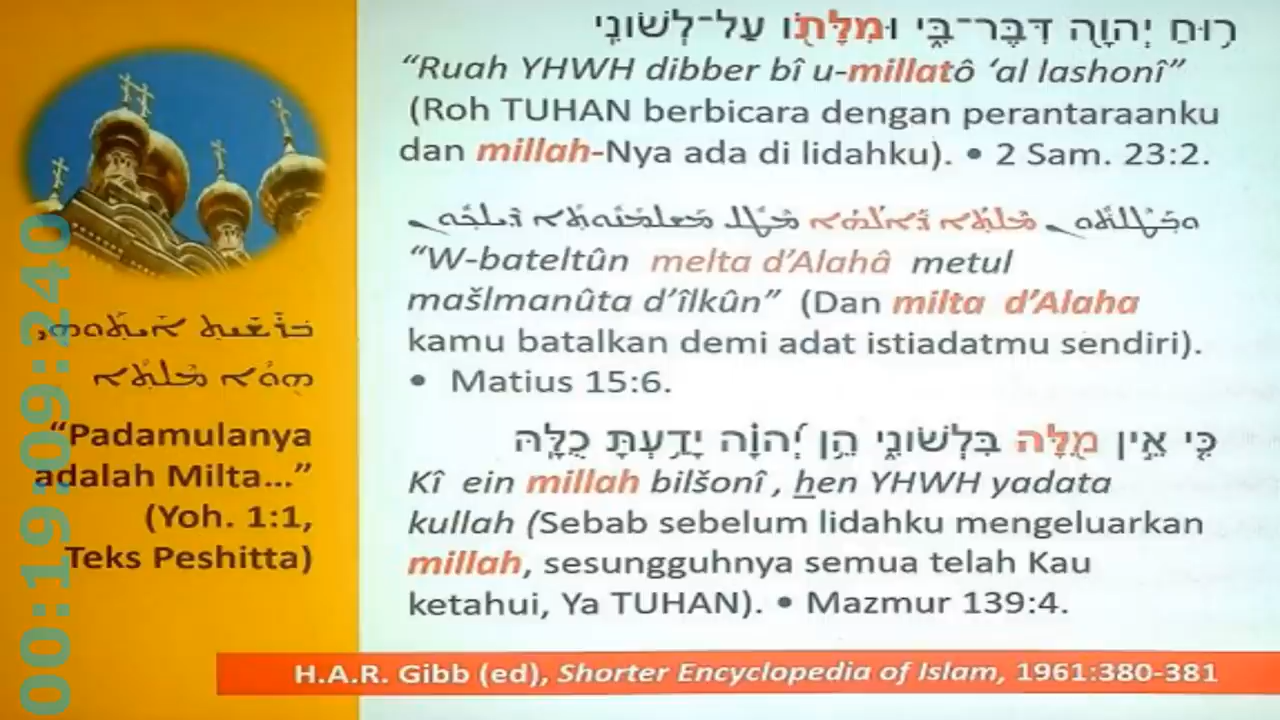 ר֥וּחַ יְהוָ֖ה דִּבֶּר־בִּ֑י וּמִלָּת֖וֹ עַל־לְשׁוֹנִֽי
“Ruah YHWH dibber bî u-millatô ‘al lashonî”
(Roh TUHAN berbicara dengan perantaraanku
dan millah-Nya ada di lidahku). • 2 Sam. 23:2.
“W-bateltûn melta d’Alahâ metul
mašlmanûta d’îlkûn” (Dan milta d’Alaha
kamu batalkan demi adat istiadatmu sendiri).
• Matius 15:6.
כִּ֤י אֵ֣ין מִ֭לָּה בִּלְשׁוֹנִ֑י הֵ֥ן יְ֝הוָ֗ה יָדַ֥עְתָּ כֻלָּֽהּ
Kî ein millah bilšonî , hen YHWH yadata
kullah (Sebab sebelum lidahku mengeluarkan
millah, sesungguhnya semua telah Kau
ketahui, Ya TUHAN). • Mazmur 139:4.
“Padamulanya
adalah Milta...”
(Yoh. 1:1,
Teks Peshitta)
H.A.R. Gibb (ed), Shorter Encyclopedia of Islam, 1961:380-381
00:19:09:240